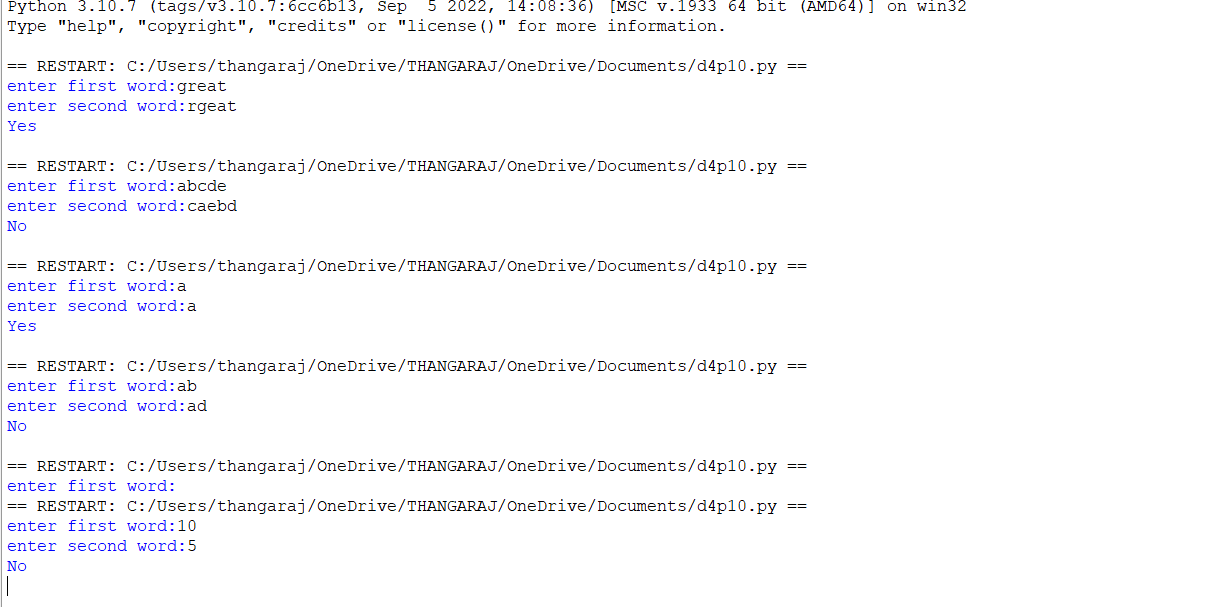 Python 3.10.7 (tags/v3.10.7:6cc6b13, Sep  5 2022, 14:08:36) [MSC v.1933 64 bit (AMD64)] on win32
Type "help", "copyright", "credits" or "license()" for more information.
== RESTART: C:/Users/thangaraj/OneDrive/THANGARAJ/OneDrive/Documents/d4p10.py ==
enter first word:great
enter second word:rgeat
Yes
== RESTART: C:/Users/thangaraj/OneDrive/THANGARAJ/OneDrive/Documents/d4p10.py ==
enter first word:abcde
enter second word:caebd
No
== RESTART: C:/Users/thangaraj/OneDrive/THANGARAJ/OneDrive/Documents/d4p10.py ==
enter first word:a
enter second word:a
Yes
== RESTART: C:/Users/thangaraj/OneDrive/THANGARAJ/OneDrive/Documents/d4p10.py ==
enter first word:ab
enter second word:ad
No
== RESTART: C:/Users/thangaraj/OneDrive/THANGARAJ/OneDrive/Documents/d4p10.py ==
enter first word:
== RESTART: C:/Users/thangaraj/OneDrive/THANGARAJ/OneDrive/Documents/d4p10.py ==
enter first word:10
enter second word:5
No